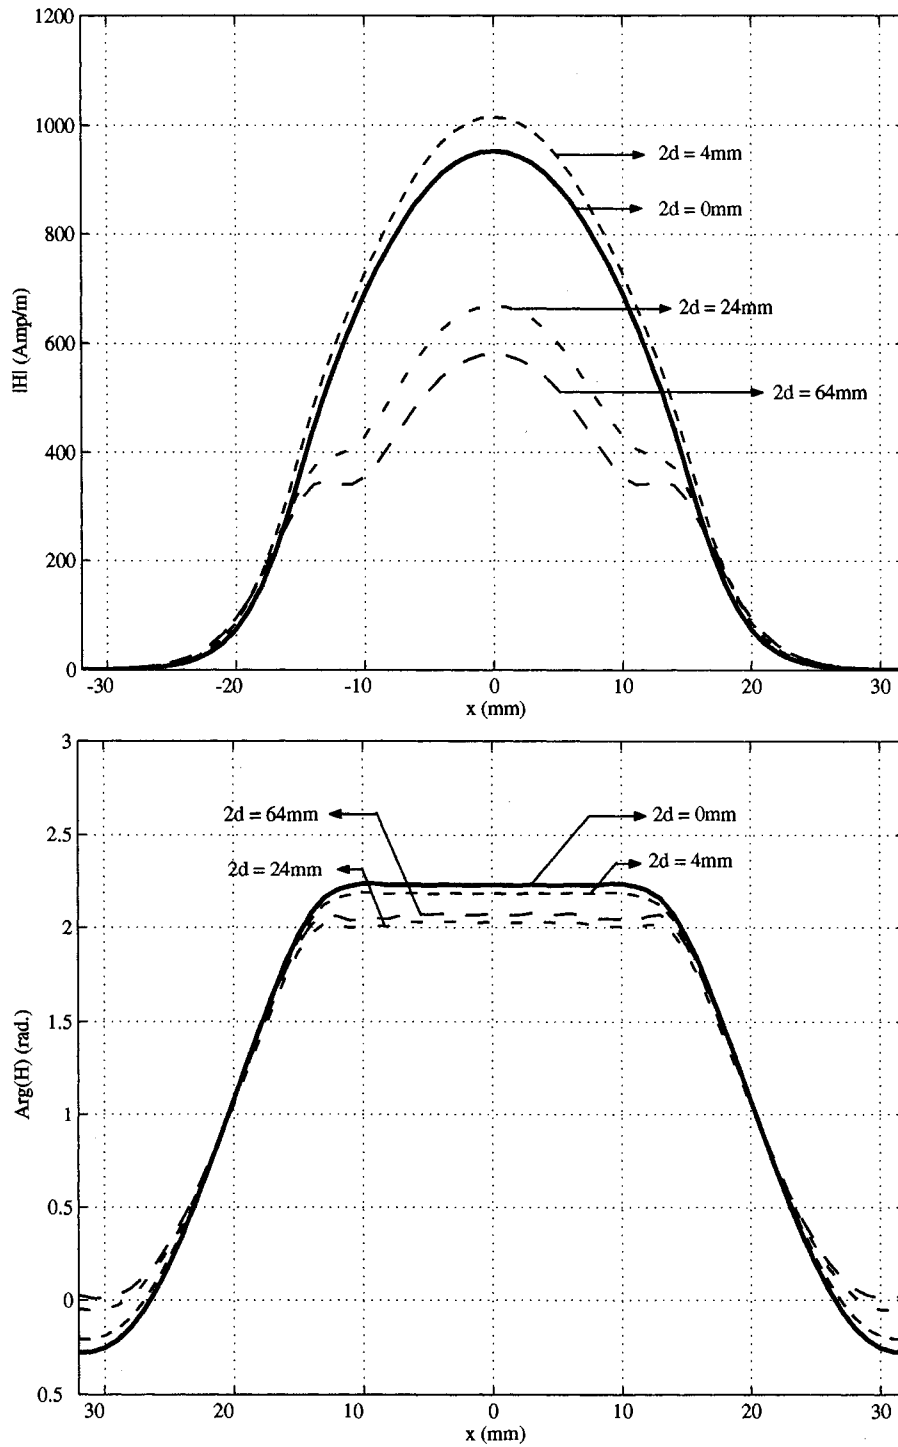 1200
1000
800
600
400
200
0
|H| (Amp/m)
2d = 4mm
2d = 0mm
2d = 24mm
2d = 64mm
-30 -20 -10 0 10 20 30
x (mm)
3
2.5
2
1.5
1
0.5
0
0.5
Arg(H) (rad.)
2d = 64mm
2d = 0mm
2d = 24mm
2d = 4mm
30 20 10 0 10 20 30
x (mm)